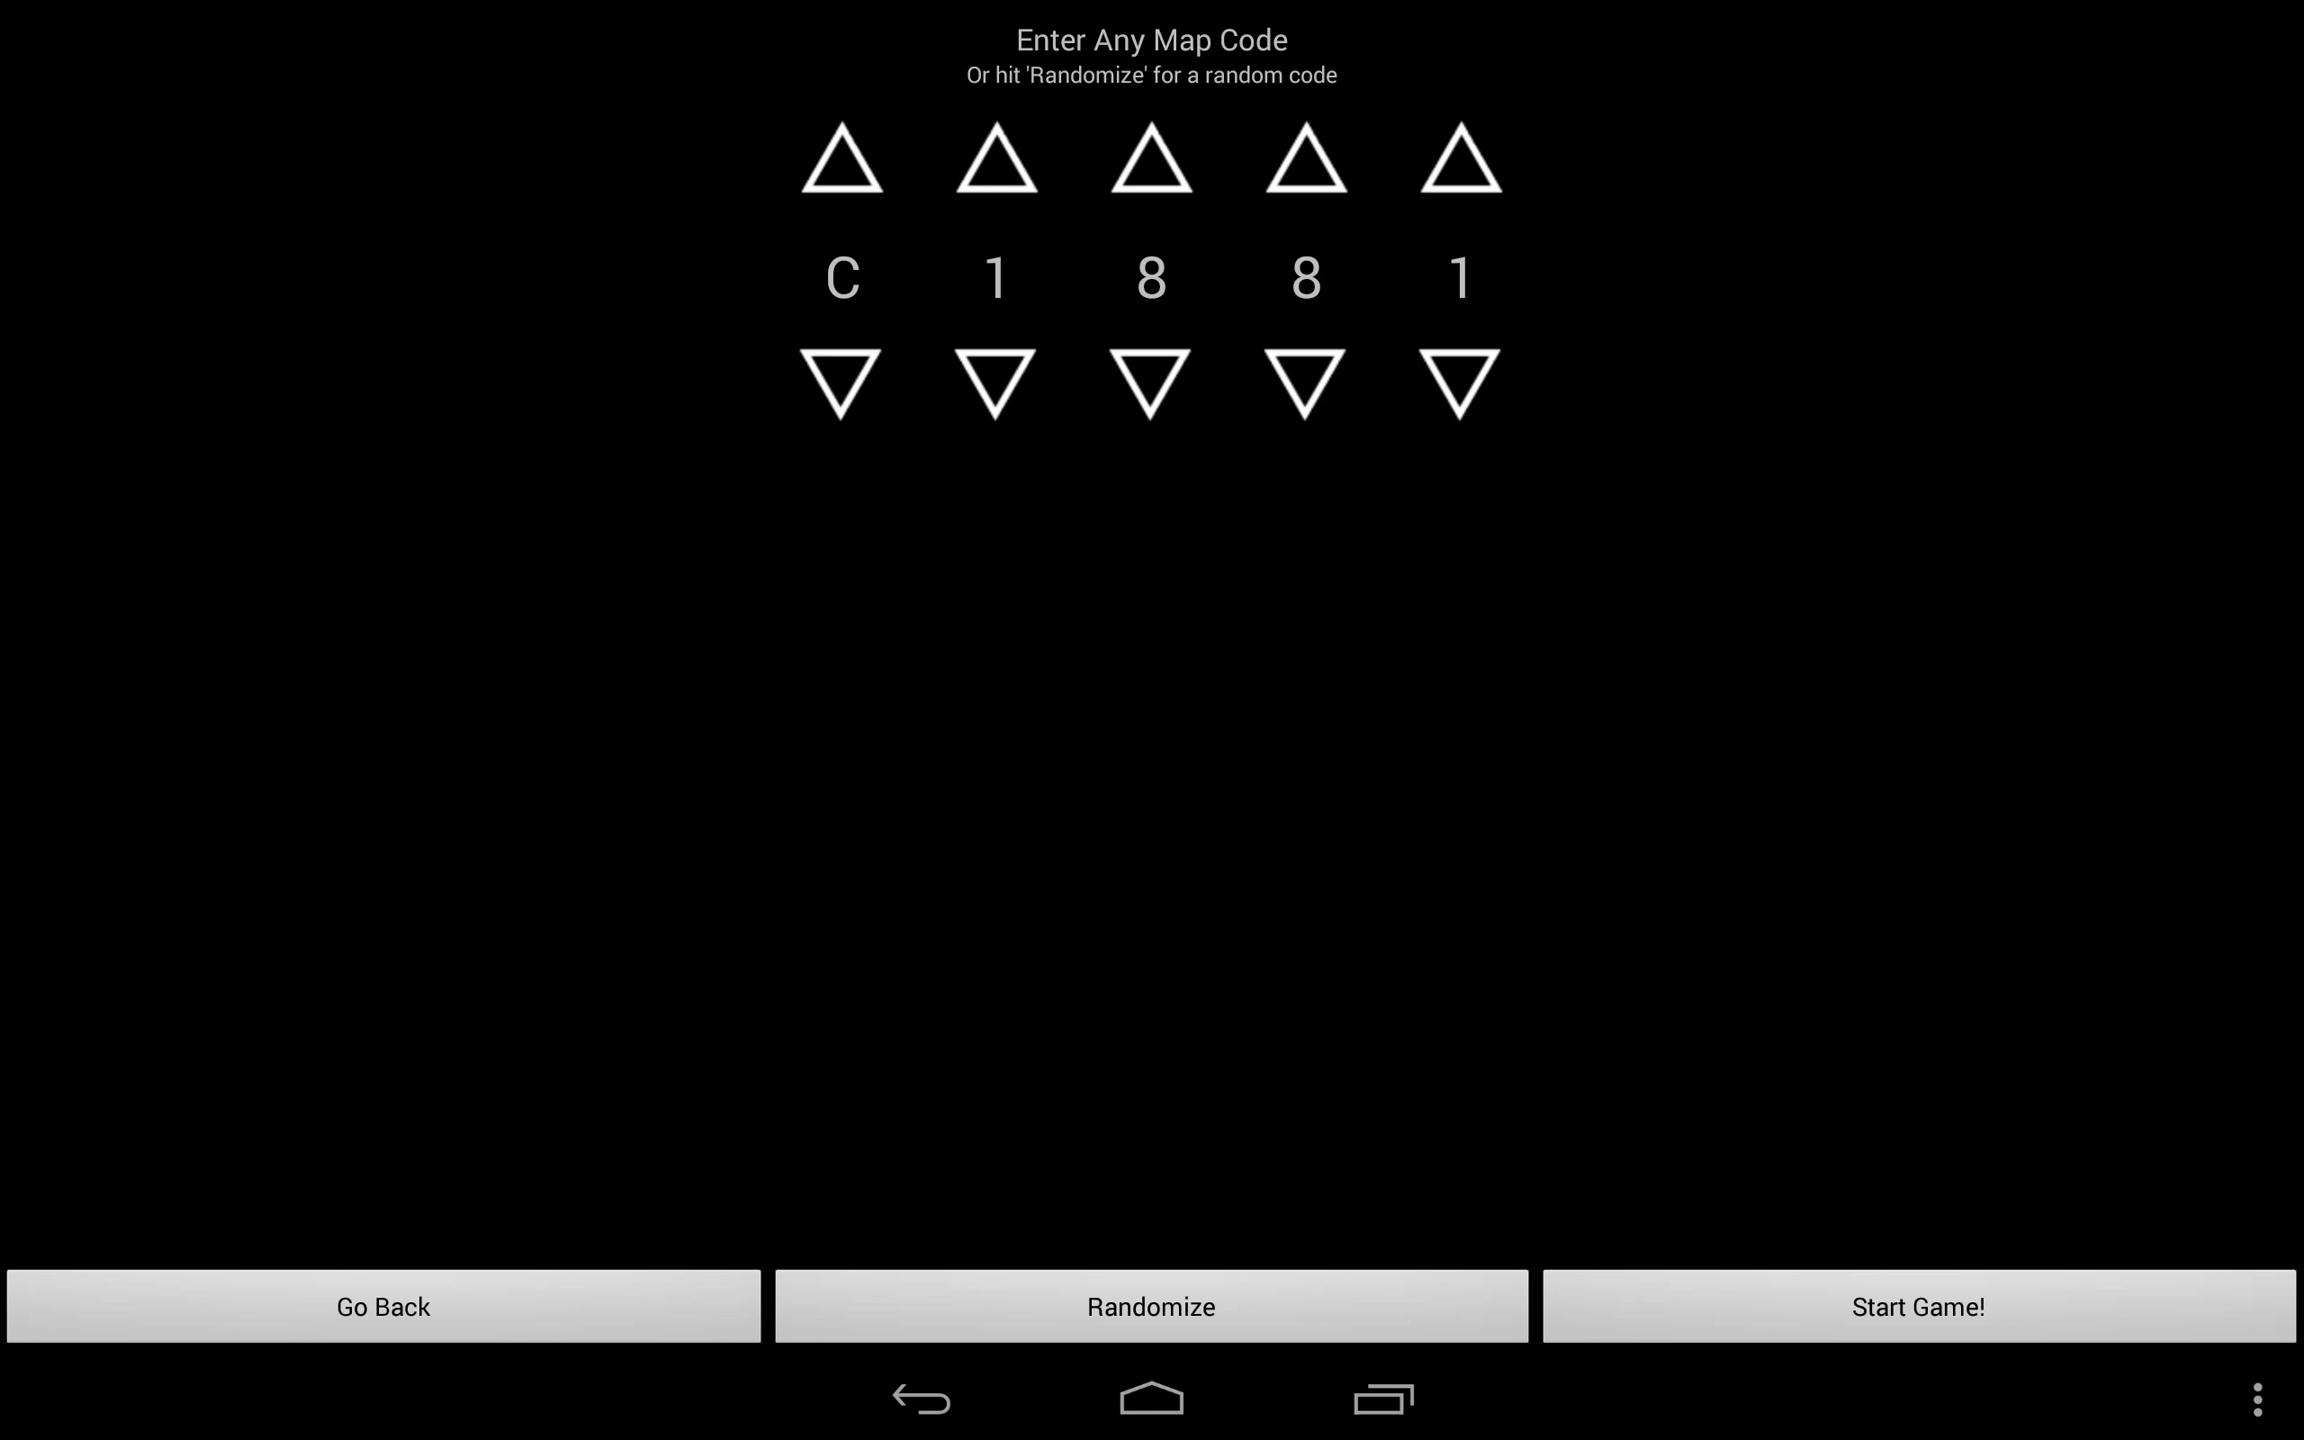 Enter Any Map Code
Or hit 'Randomize' for a random code
C 1 8 8 1
Go Back Randomize Start Game!